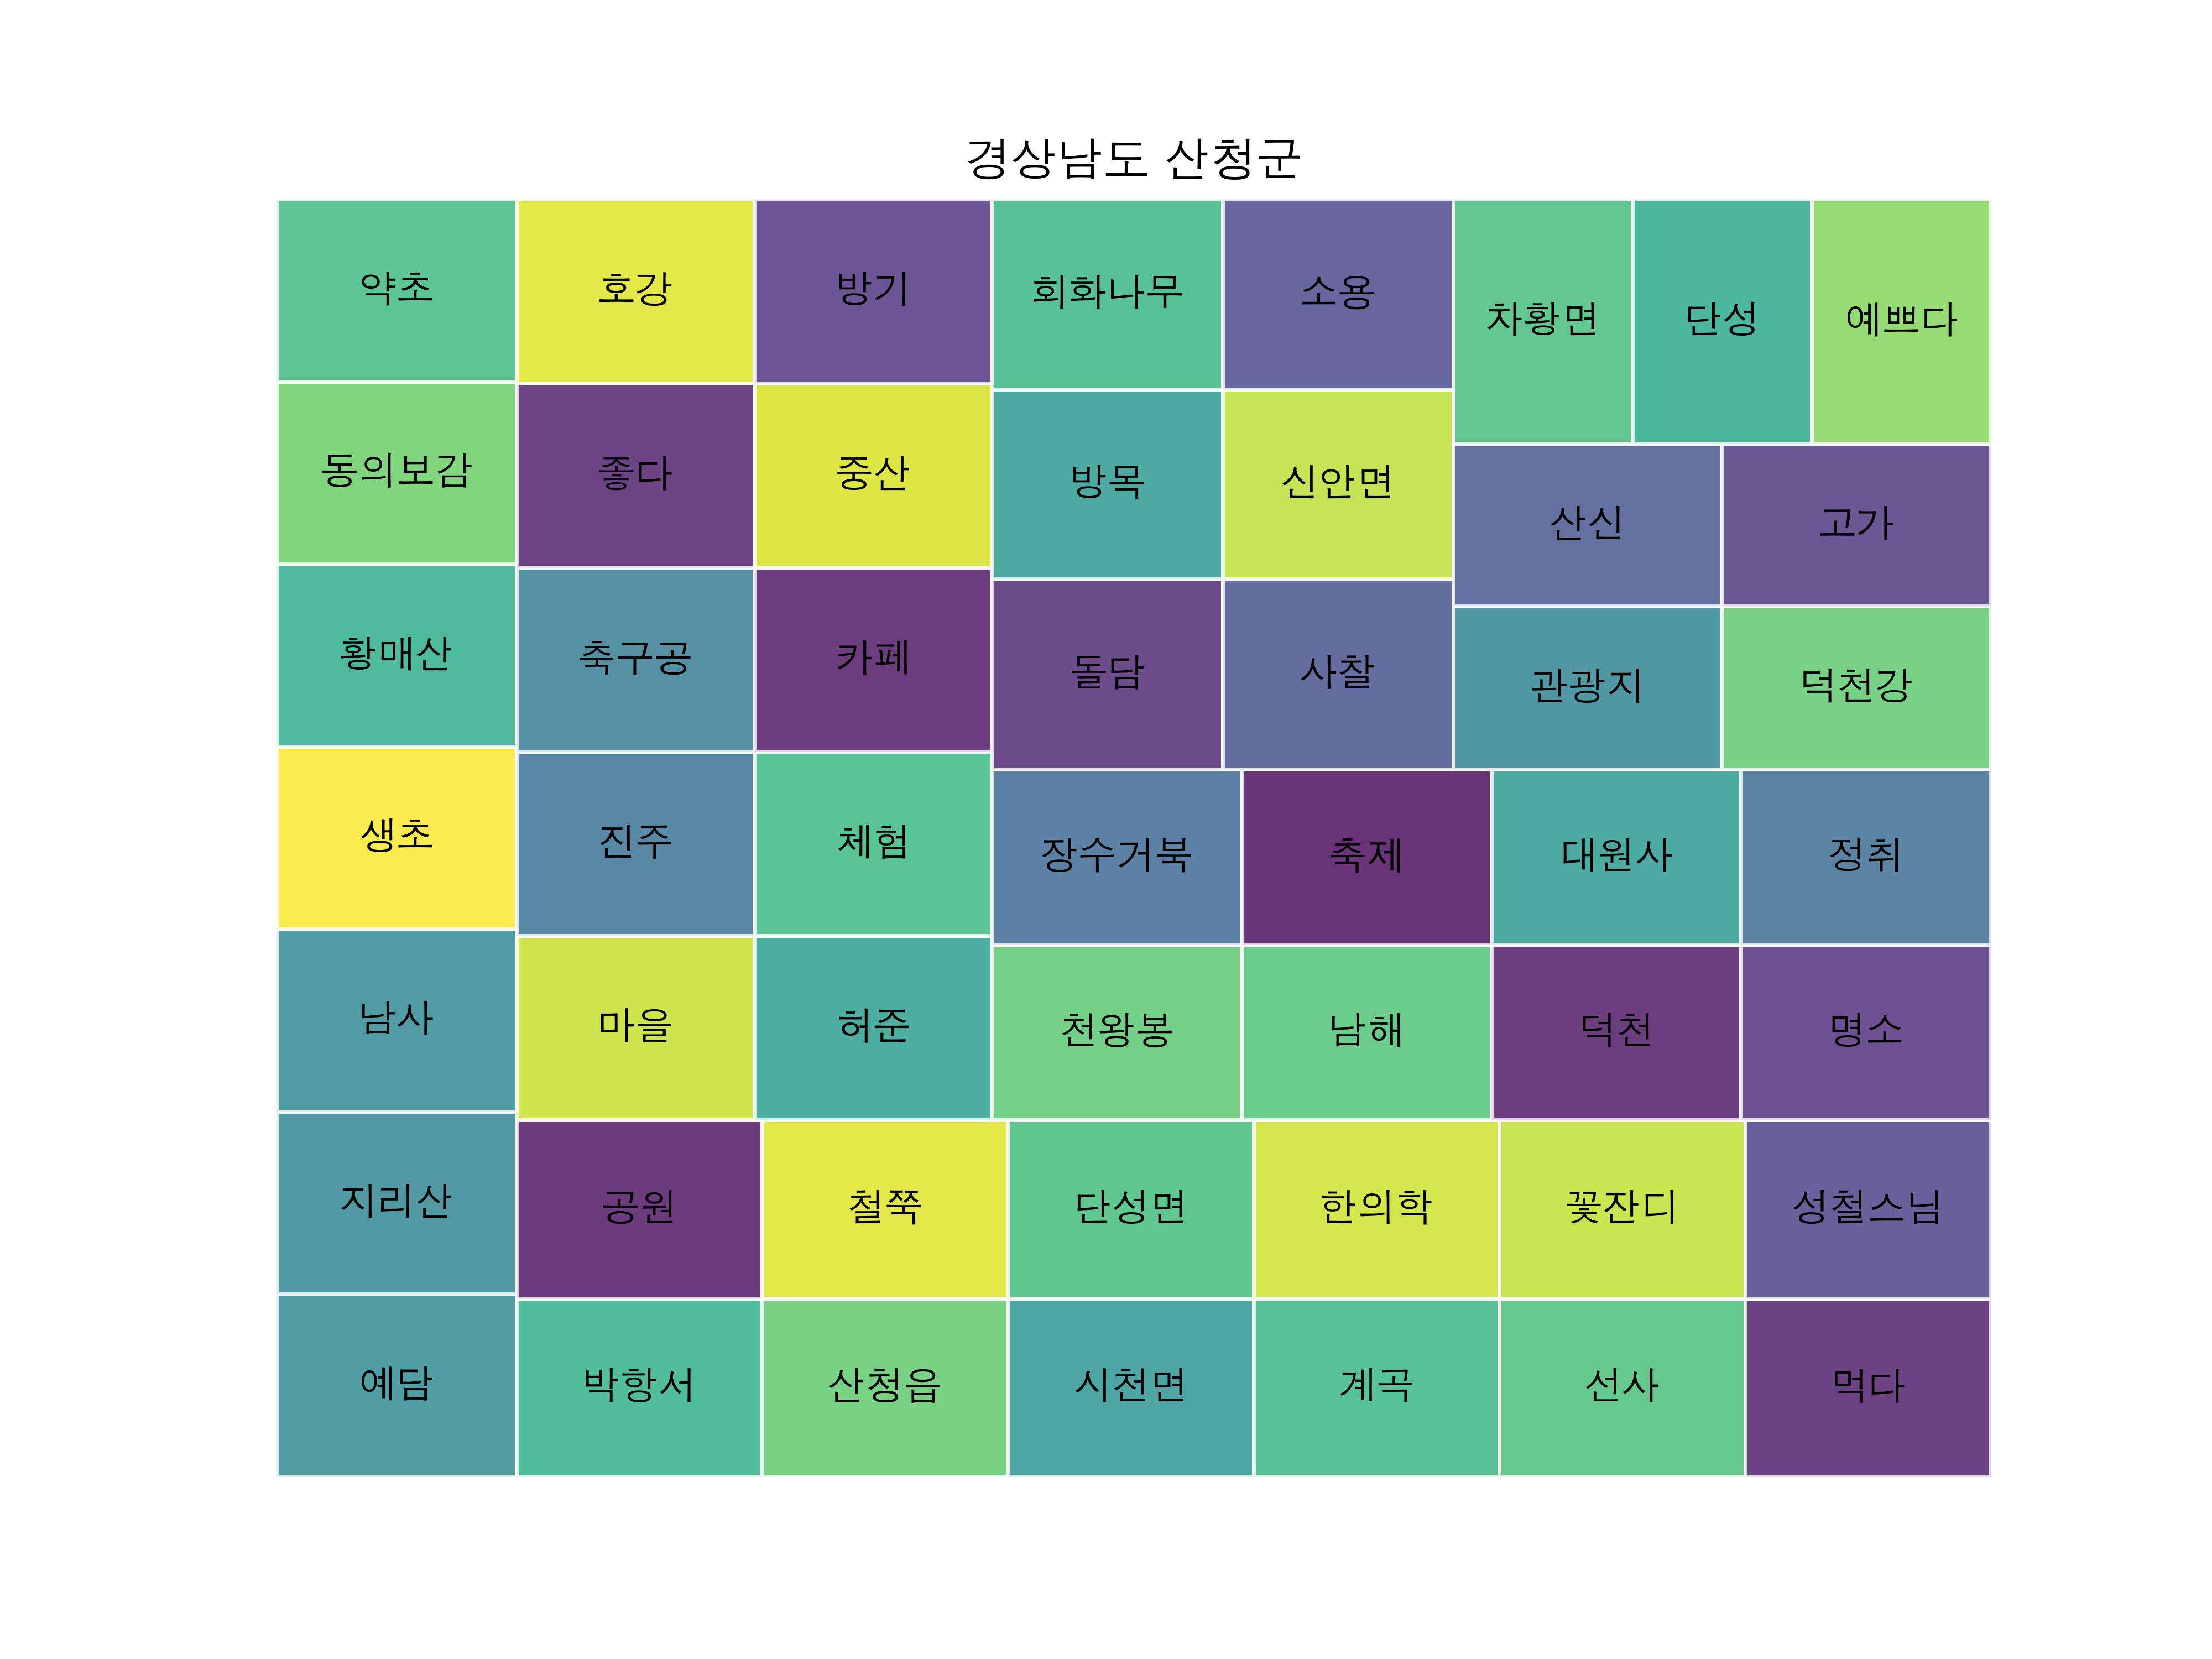 경상남도 산청군
약초
호강
방기
회화나무
소용
차황면
단성
예쁘다
동의보감
좋다
중산
방목
신안면
산신
고가
황매산
축구공
카페
돌담
사찰
관광지
덕천강
생초
진주
체험
장수거북
축제
대원사
정취
남사
마을
허준
천왕봉
남해
덕천
명소
지리산
공원
철쭉
단성면
한의학
꽃잔디
성철스님
예담
박항서
산청읍
시천면
계곡
선사
먹다